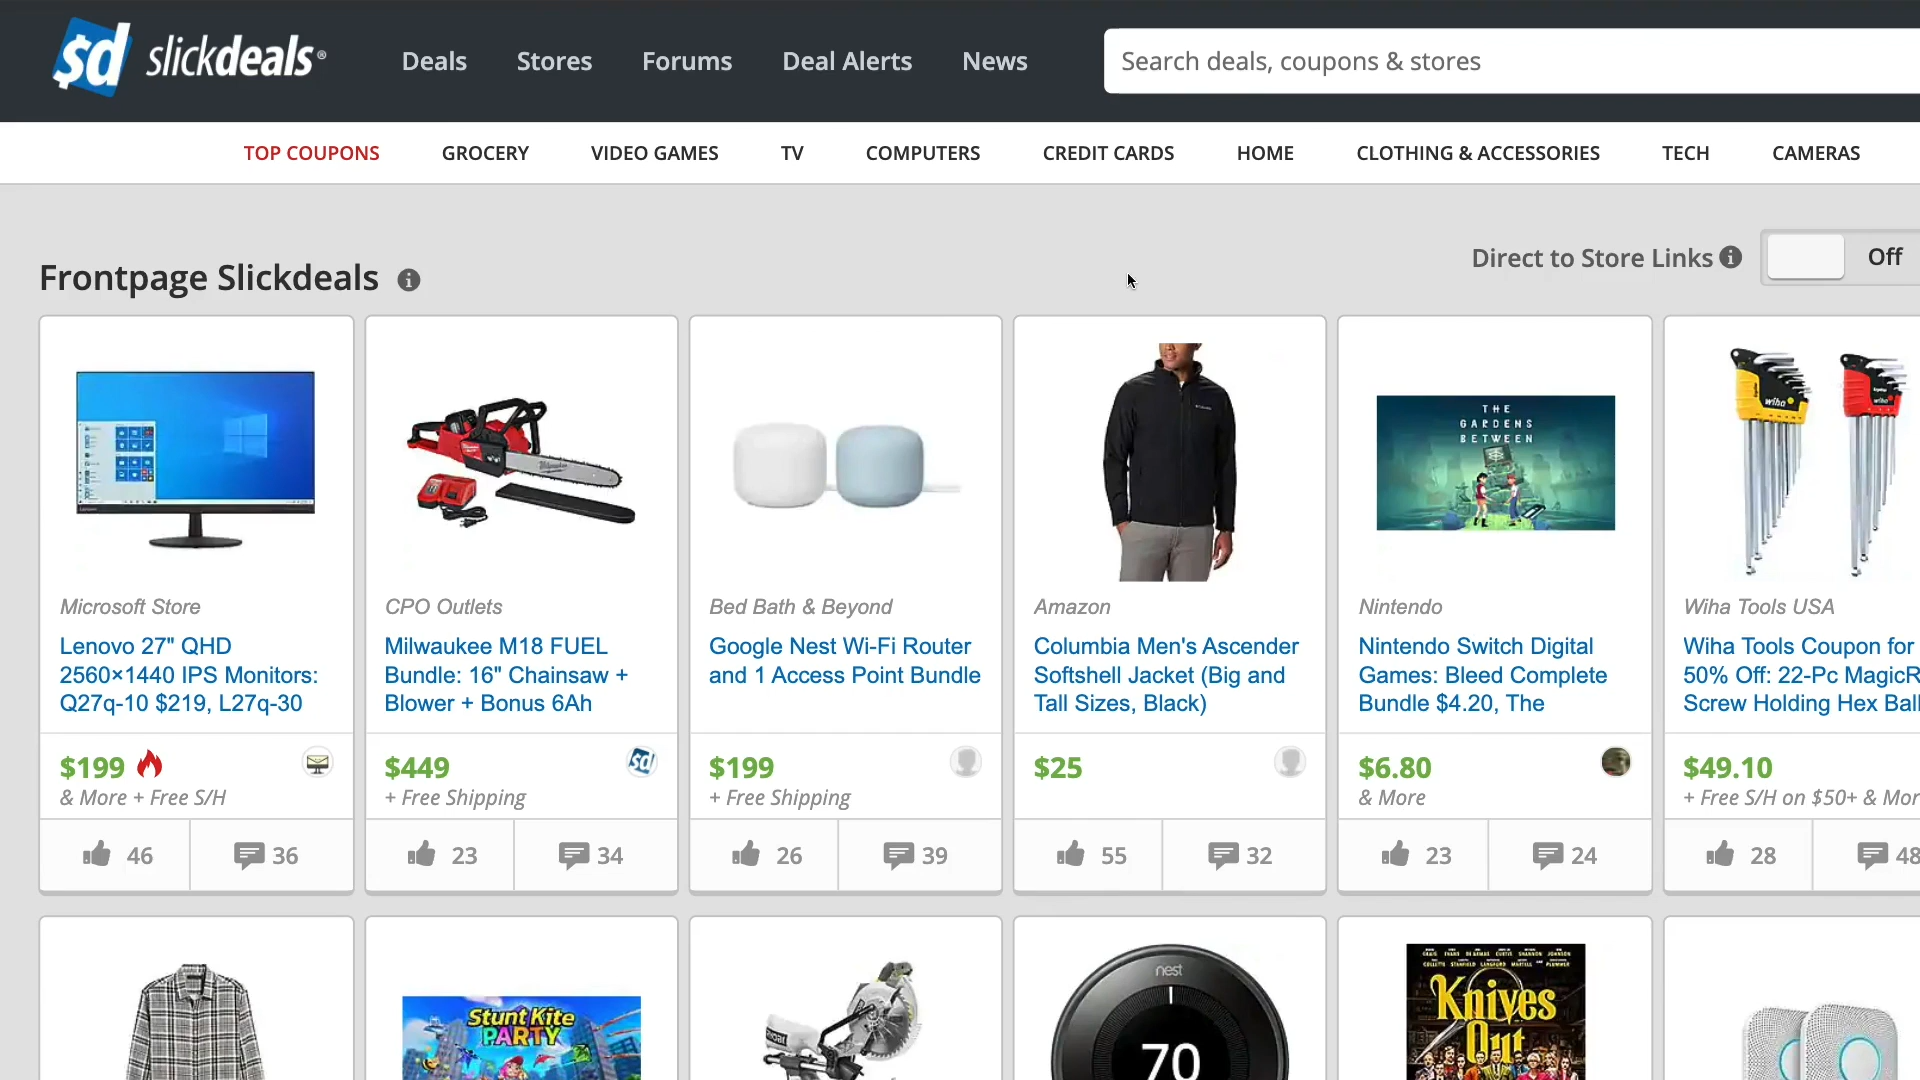 $d slickdeals®
Deals Stores Forums Deal Alerts News
Search deals, coupons & stores
TOP COUPONS GROCERY VIDEO GAMES TV COMPUTERS CREDIT CARDS HOME CLOTHING & ACCESSORIES TECH CAMERAS
Direct to Store Links Off
Frontpage Slickdeals
THE
GARDENS
BETWEEN
wiha
wiha
Microsoft Store
Lenovo 27" QHD
2560×1440 IPS Monitors:
Q27q-10 $219, L27q-30
$199
& More + Free S/H
46 36
CPO Outlets
Milwaukee M18 FUEL
Bundle: 16" Chainsaw +
Blower + Bonus 6Ah
$449
$d
+ Free Shipping
23 34
Bed Bath & Beyond
Google Nest Wi-Fi Router
and 1 Access Point Bundle
$199
+ Free Shipping
26 39
Amazon
Columbia Men's Ascender
Softshell Jacket (Big and
Tall Sizes, Black)
$25
55 32
Nintendo
Nintendo Switch Digital
Games: Bleed Complete
Bundle $4.20, The
$6.80
& More
23 24
Wiha Tools USA
Wiha Tools Coupon for
50% Off: 22-Pc MagicR
Screw Holding Hex Ball
$49.10
+ Free S/H on $50+ & Mor
28 48
Stunt Kite
PARTY
nest
70
Knives
Out